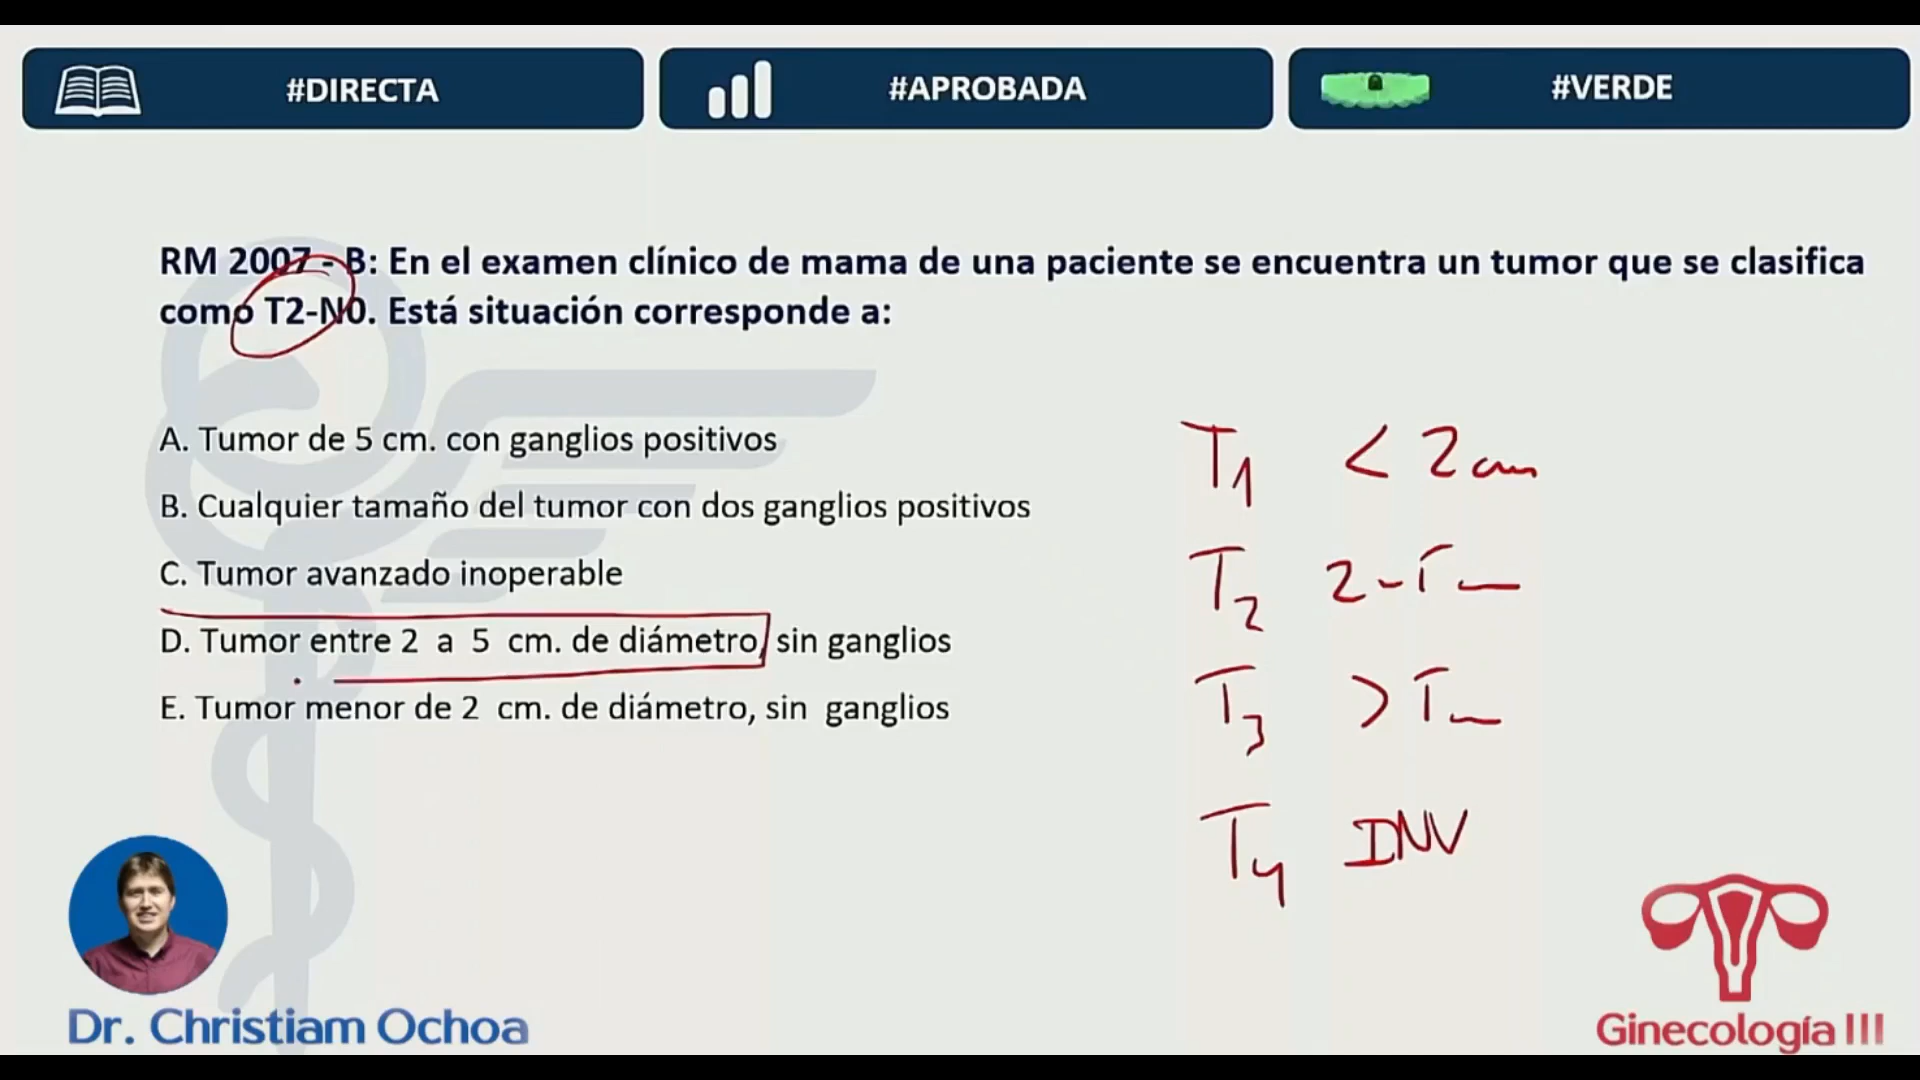 #DIRECTA
#APROBADA
#VERDE
RM 2007 - B: En el examen clínico de mama de una paciente se encuentra un tumor que se clasifica
como T2-N0. Está situación corresponde a:
A. Tumor de 5 cm. con ganglios positivos
B. Cualquier tamaño del tumor con dos ganglios positivos
C. Tumor avanzado inoperable
D. Tumor entre 2 a 5 cm. de diámetro, sin ganglios
E. Tumor menor de 2 cm. de diámetro, sin ganglios
T1 < 2 cm
T2 2-5 cm
T3 > 5 cm
T4 INV
Dr. Christiam Ochoa
Ginecología III